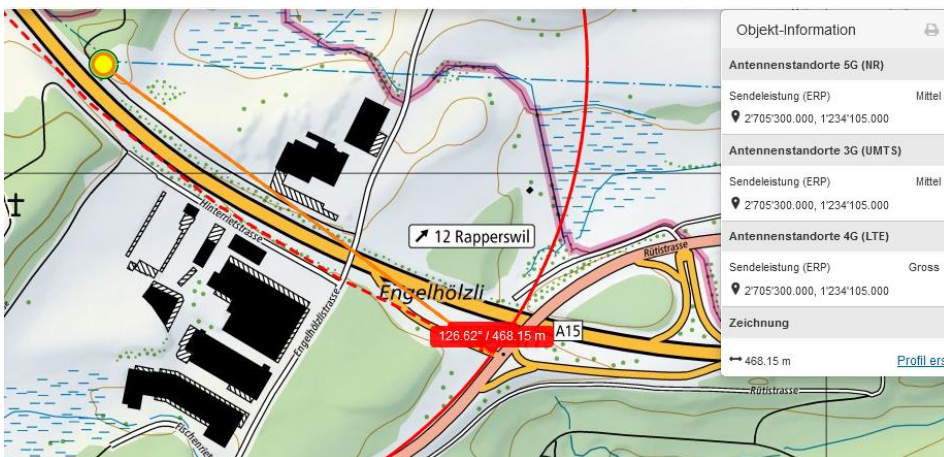 Objekt-Information
Antennenstandorte 5G (NR)
Sendeleistung (ERP) Mittel
2'705'300.000, 1'234'105.000
Antennenstandorte 3G (UMTS)
Sendeleistung (ERP) Mittel
2'705'300.000, 1'234'105.000
Antennenstandorte 4G (LTE)
Sendeleistung (ERP) Gross
2'705'300.000, 1'234'105.000
Zeichnung
468.15 m Profil ers
Hinterrietstrasse
12 Rapperswil
Rütistrasse
Engelhölzli
Engelhölzlistrasse
126.62° / 468.15 m
A15
Rütistrasse
Fischenriet